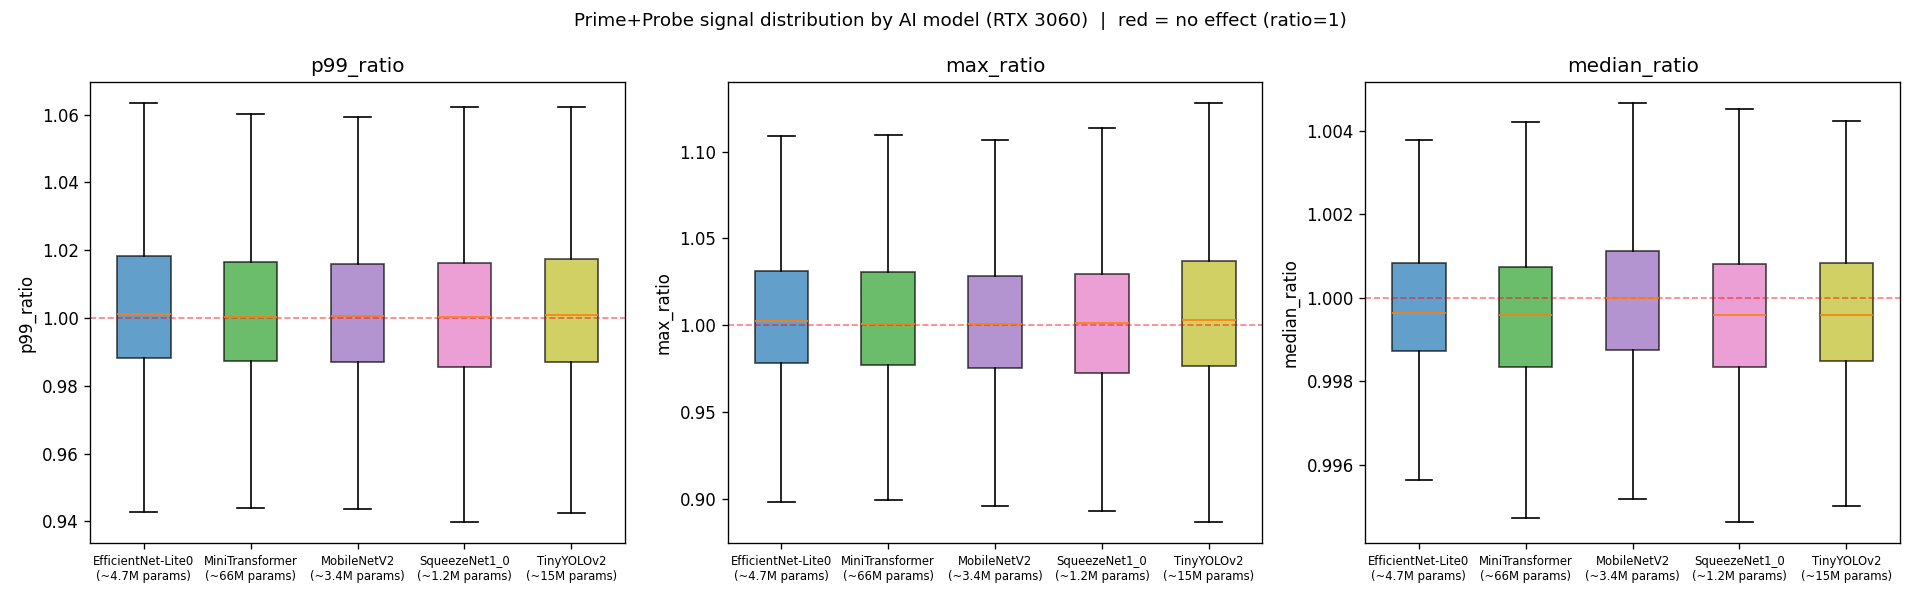 Prime+Probe signal distribution by AI model (RTX 3060)  |  red = no effect (ratio=1)
p99_ratio
p99_ratio
1.06
1.04
1.02
1.00
0.98
0.96
0.94
EfficientNet-Lite0
(~4.7M params)
MiniTransformer
(~66M params)
MobileNetV2
(~3.4M params)
SqueezeNet1_0
(~1.2M params)
TinyYOLOv2
(~15M params)
max_ratio
max_ratio
1.10
1.05
1.00
0.95
0.90
EfficientNet-Lite0
(~4.7M params)
MiniTransformer
(~66M params)
MobileNetV2
(~3.4M params)
SqueezeNet1_0
(~1.2M params)
TinyYOLOv2
(~15M params)
median_ratio
median_ratio
1.004
1.002
1.000
0.998
0.996
EfficientNet-Lite0
(~4.7M params)
MiniTransformer
(~66M params)
MobileNetV2
(~3.4M params)
SqueezeNet1_0
(~1.2M params)
TinyYOLOv2
(~15M params)